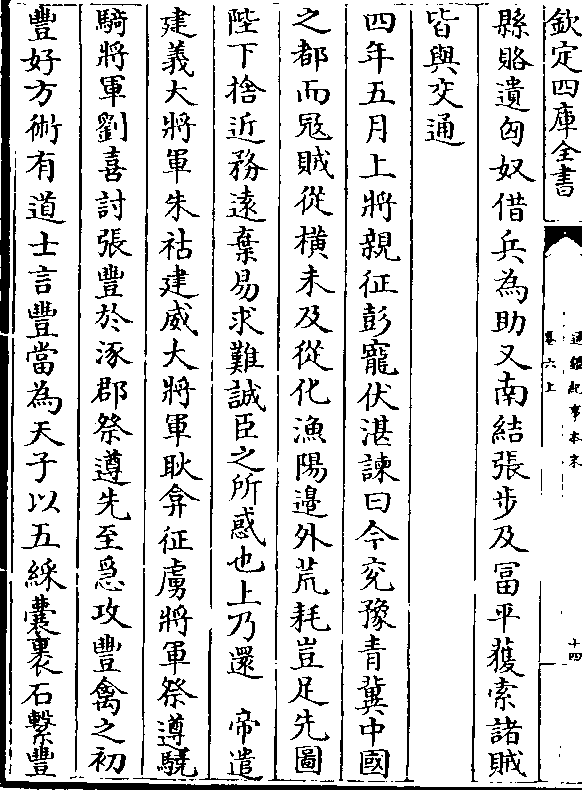 欽定四庫全書
通鑑紀事本末
卷六上
十四
縣賂遺匈奴借兵為助又南結張步及富平獲索諸賊
皆與交通
四年五月上將親征彭寵伏湛諫曰今兖豫青冀中國
之都而冦賊從横未及從化漁陽邉外荒耗豈足先圖
陛下捨近務逺棄易求難誠臣之所惑也上乃還　帝遣
建義大將軍朱祜建威大將軍耿弇征虜將軍祭遵驍
騎將軍劉喜討張豐於涿郡祭遵先至急攻豐禽之初
豐好方術有道士言豐當為天子以五綵囊裹石繫豐